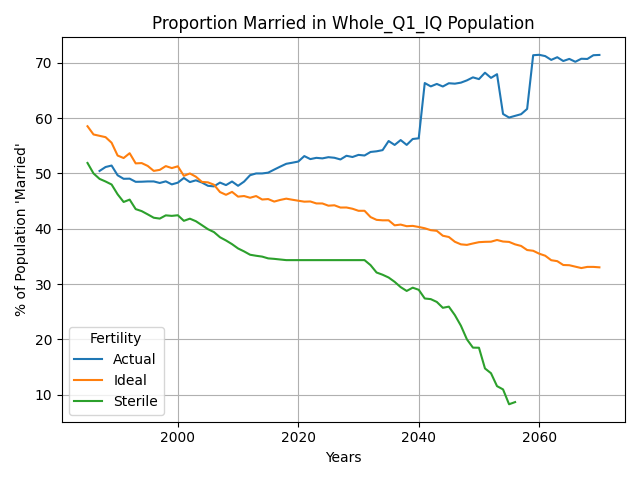 Proportion Married in Whole_Q1_IQ Population
% of Population 'Married'
70
60
50
40
30
20
10
Fertility
Actual
Ideal
Sterile
2000 2020 2040 2060
Years